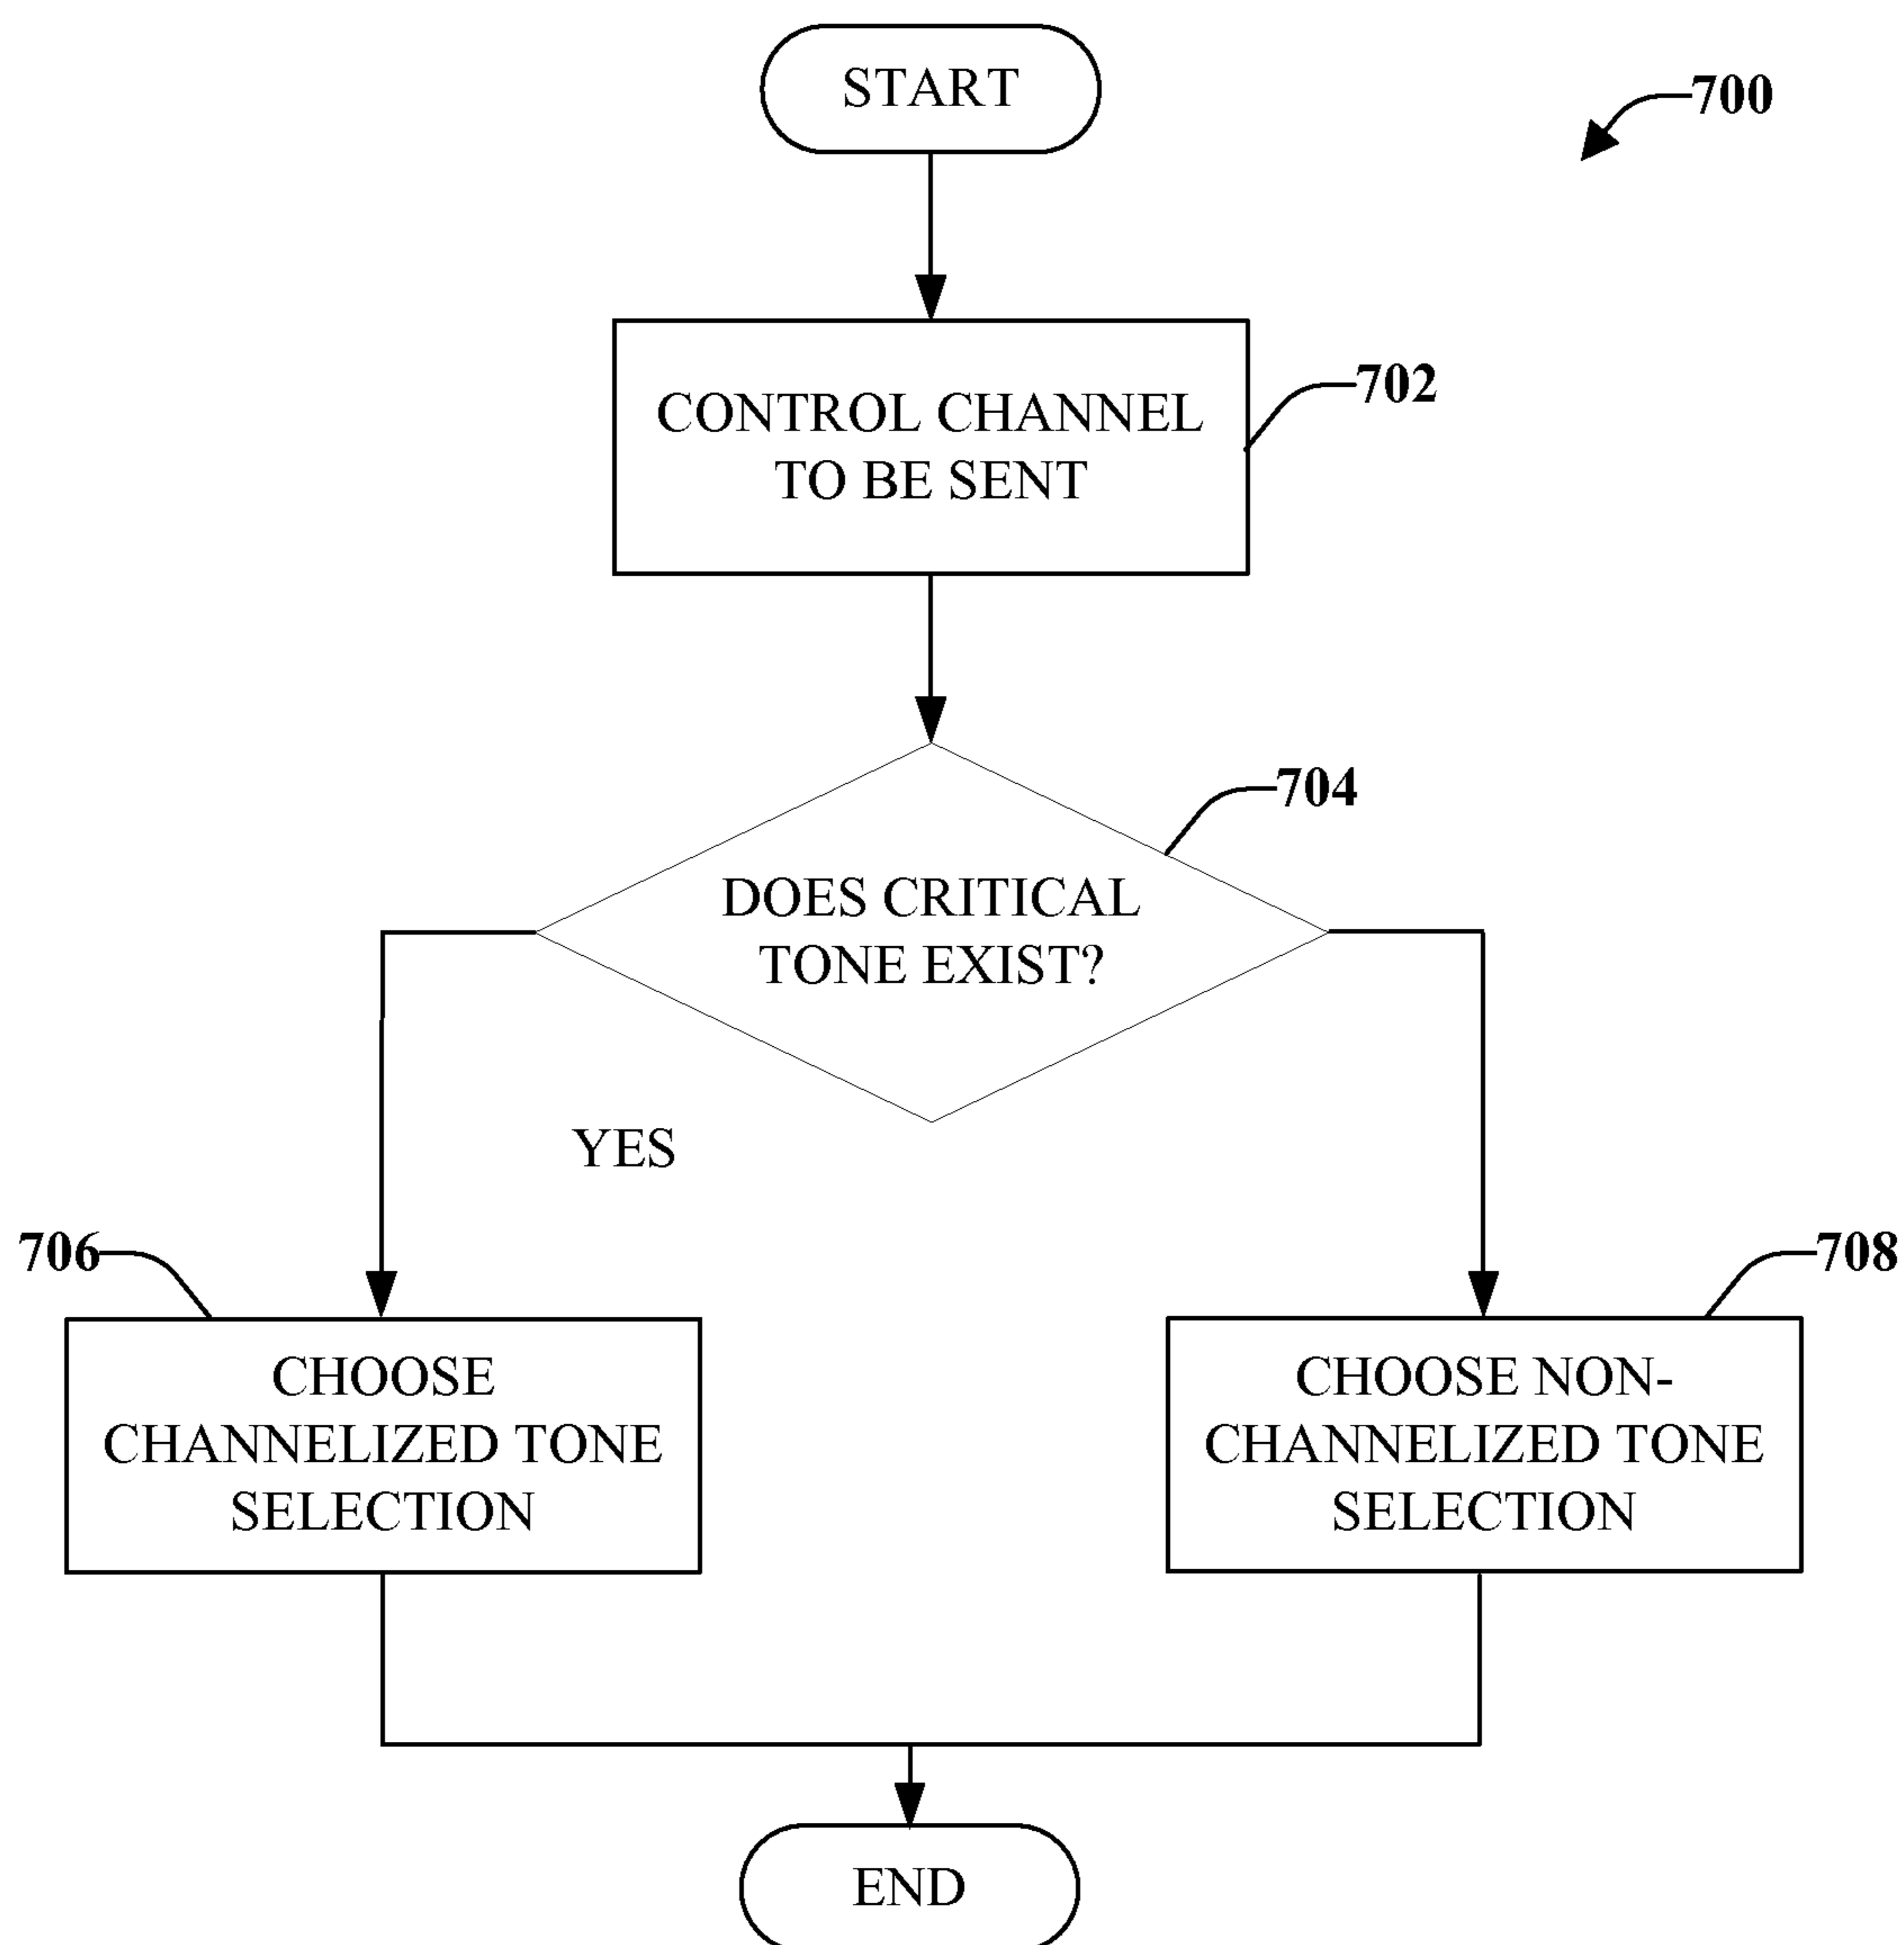 START
700
CONTROL CHANNEL
TO BE SENT
702
704
DOES CRITICAL
TONE EXIST?
YES
706
708
CHOOSE
CHANNELIZED TONE
SELECTION
CHOOSE NON-
CHANNELIZED TONE
SELECTION
END